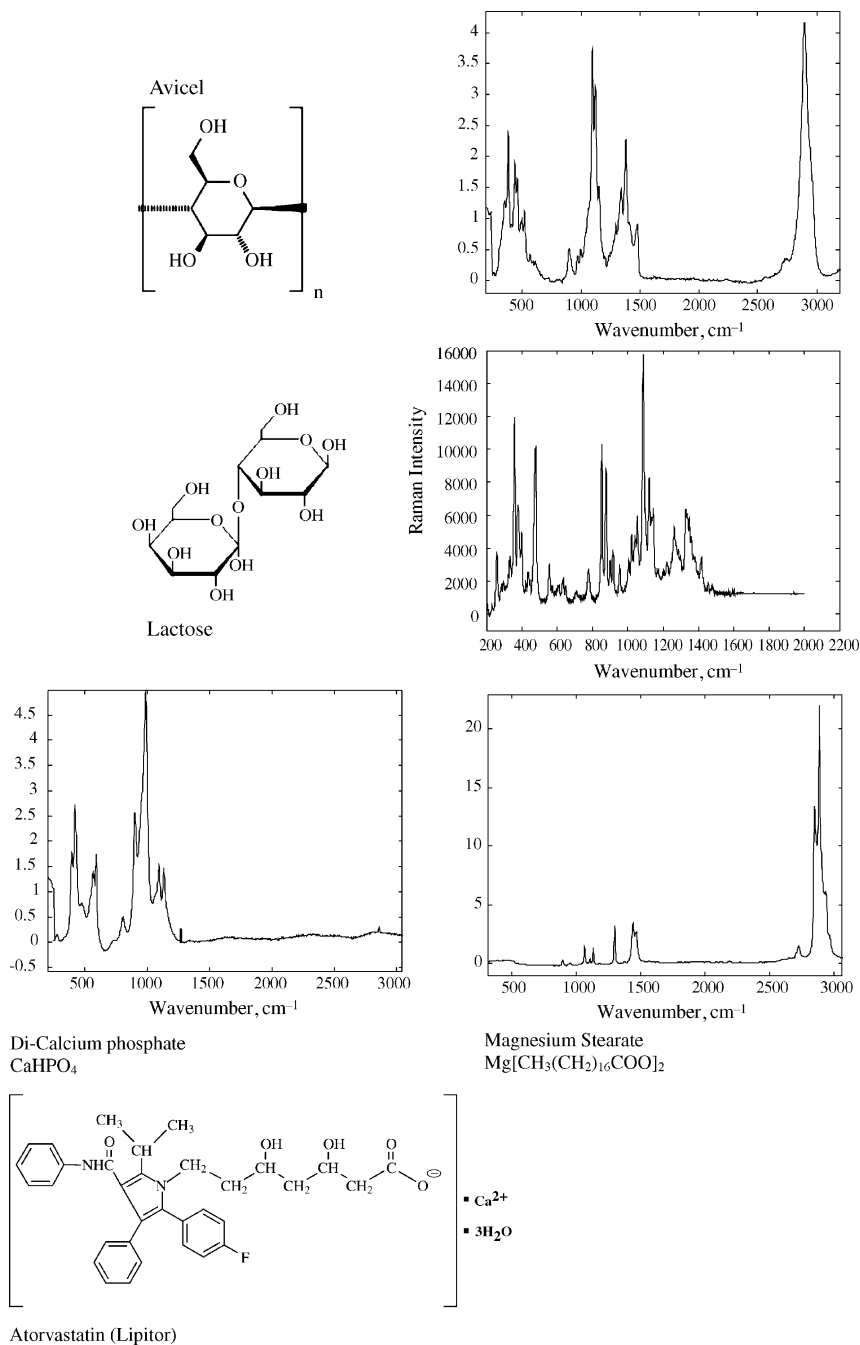 Avicel
OH
O
HO
OH
n
4
3.5
3
2.5
2
1.5
1
0.5
0
500
1000
1500
2000
2500
3000
Wavenumber, cm–1
OH
O
OH
OH
OH
OH
O
OH
O
OH
OH
OH
OH
Lactose
Raman Intensity
16000
14000
12000
10000
8000
6000
4000
2000
0
200 400 600 800 1000 1200 1400 1600 1800 2000 2200
Wavenumber, cm–1
4.5
4
3.5
3
2.5
2
1.5
1
0.5
0
-0.5
500 1000 1500 2000 2500 3000
Wavenumber, cm–1
Di-Calcium phosphate
CaHPO4
20
15
10
5
0
500 1000 1500 2000 2500 3000
Wavenumber, cm–1
Magnesium Stearate
Mg[CH3(CH2)16COO]2
CH3
CH3
CH
O
NHC
N
CH2
CH2
OH
CH2
OH
CH2
C
O
O
⊖
F
▪ Ca2+
▪ 3H2O
Atorvastatin (Lipitor)